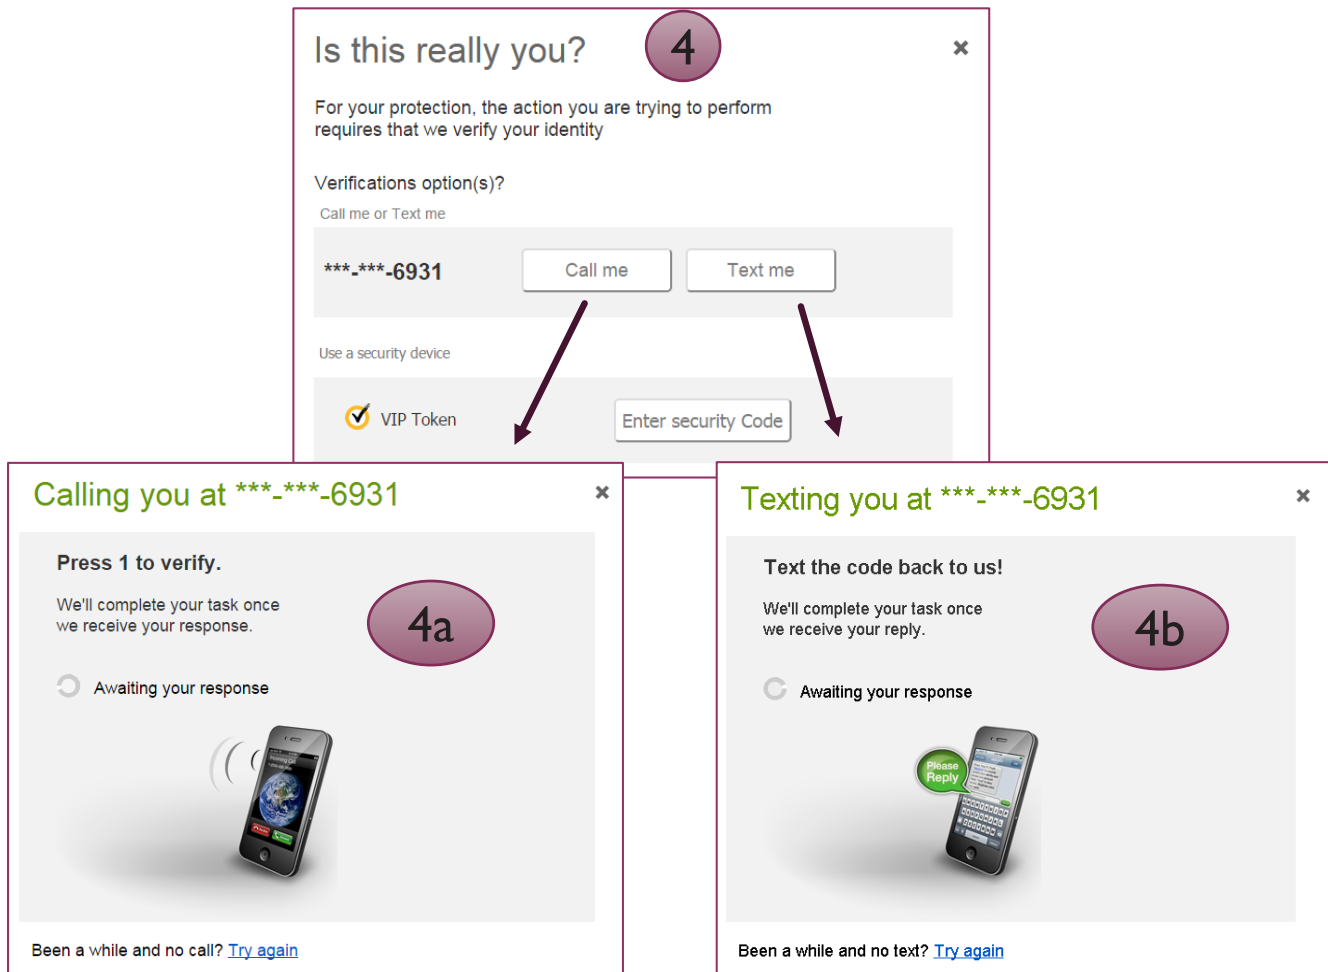 Is this really you?
4
For your protection, the action you are trying to perform
requires that we verify your identity
Verifications option(s)?
Call me or Text me
***-***-6931
Call me
Text me
Use a security device
VIP Token
Enter security Code
Calling you at ***-***-6931
Press 1 to verify.
We'll complete your task once
we receive your response.
4a
Awaiting your response
Incoming Call
Been a while and no call? Try again
Texting you at ***-***-6931
Text the code back to us!
We'll complete your task once
we receive your reply.
4b
Awaiting your response
Please
Reply
Been a while and no text? Try again